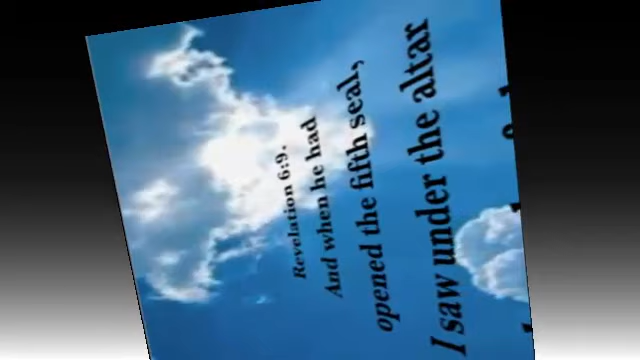 Revelation 6:9.
And when he had
opened the fifth seal,
I saw under the altar